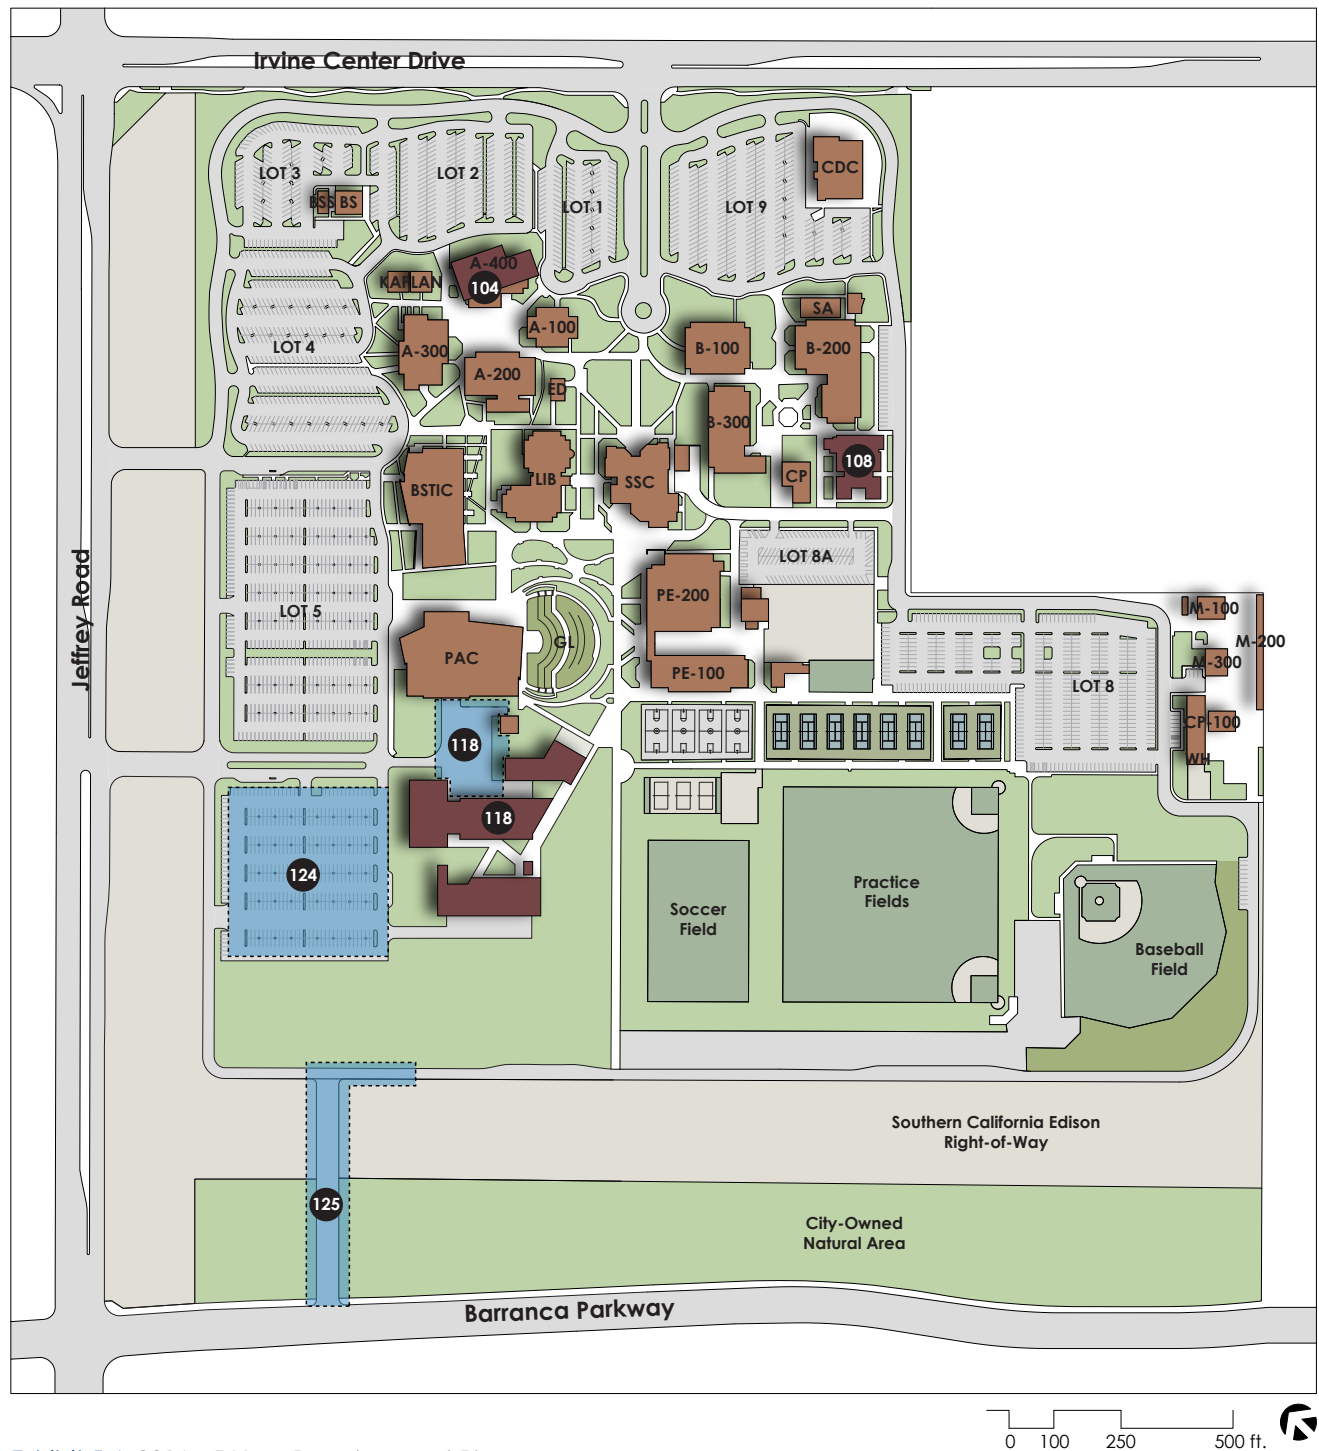 Irvine Center Drive
CDC
LOT 3
LOT 2
BSS
BS
LOT 1
LOT 9
A-400
KAPLAN
104
SA
A-100
A-300
LOT 4
B-100
B-200
A-200
ED
B-300
108
CP
BSTIC
LIB
SSC
LOT 8A
Jeffrey Road
LOT 5
PE-200
M-100
GL
M-200
PAC
M-300
PE-100
LOT 8
CP-100
118
WH
118
124
Practice
Fields
Soccer
Field
Baseball
Field
Southern California Edison
Right-of-Way
125
City-Owned
Natural Area
Barranca Parkway
0 100 250 500 ft.